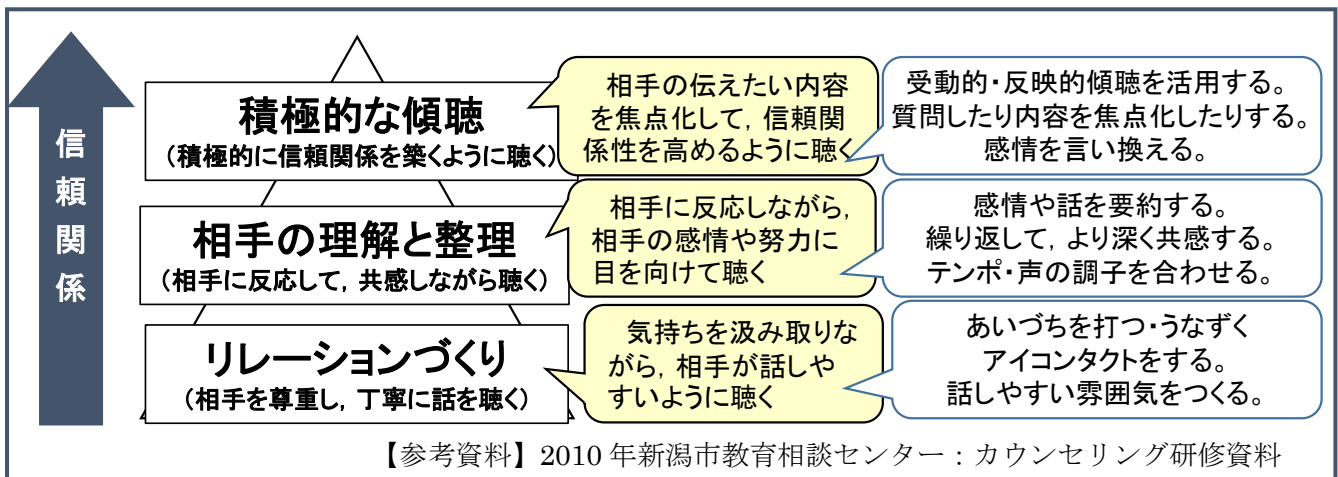 信頼関係
積極的な傾聴
（積極的に信頼関係を築くように聴く）
相手の伝えたい内容
を焦点化して，信頼関
係性を高めるように聴く
受動的・反映的傾聴を活用する。
質問したり内容を焦点化したりする。
感情を言い換える。
相手の理解と整理
（相手に反応して，共感しながら聴く）
相手に反応しながら，
相手の感情や努力に
目を向けて聴く
感情や話を要約する。
繰り返して，より深く共感する。
テンポ・声の調子を合わせる。
リレーションづくり
（相手を尊重し，丁寧に話を聴く）
気持ちを汲み取りな
がら，相手が話しや
すいように聴く
あいづちを打つ・うなずく
アイコンタクトをする。
話しやすい雰囲気をつくる。
【参考資料】2010 年新潟市教育相談センター：カウンセリング研修資料